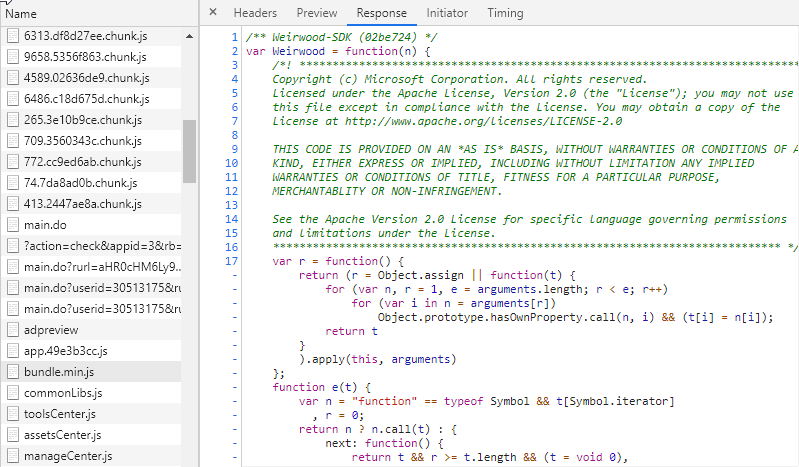 Name
6313.df8d27ee.chunk.js
9658.5356f863.chunk.js
4589.02636de9.chunk.js
6486.c18d675d.chunk.js
265.3e10b9ce.chunk.js
709.3560343c.chunk.js
772.cc9ed6ab.chunk.js
74.7da8ad0b.chunk.js
413.2447ae8a.chunk.js
main.do
?action=check&appid=3&rb=
main.do?rurl=aHR0cHM6Ly9...
main.do?userid=30513175&ru
main.do?userid=30513175&ru
adpreview
app.49e3b3cc.js
bundle.min.js
commonLibs.js
toolsCenter.js
assetsCenter.js
manageCenter.js
× Headers Preview Response Initiator Timing
1 /** Weirwood-SDK (02be724) */
2 var Weirwood = function(n) {
3 /*! *****************************************************************************
4 Copyright (c) Microsoft Corporation. All rights reserved.
5 Licensed under the Apache License, Version 2.0 (the "License"); you may not use
6 this file except in compliance with the License. You may obtain a copy of the
7 License at http://www.apache.org/licenses/LICENSE-2.0
8
9 THIS CODE IS PROVIDED ON AN *AS IS* BASIS, WITHOUT WARRANTIES OR CONDITIONS OF A
10 KIND, EITHER EXPRESS OR IMPLIED, INCLUDING WITHOUT LIMITATION ANY IMPLIED
11 WARRANTIES OR CONDITIONS OF TITLE, FITNESS FOR A PARTICULAR PURPOSE,
12 MERCHANTABLITY OR NON-INFRINGEMENT.
13
14 See the Apache Version 2.0 License for specific language governing permissions
15 and limitations under the License.
16 ***************************************************************************** */
17 var r = function() {
- return (r = Object.assign || function(t) {
- for (var n, r = 1, e = arguments.length; r < e; r++)
- for (var i in n = arguments[r])
- Object.prototype.hasOwnProperty.call(n, i) && (t[i] = n[i]);
- return t
- }
- ).apply(this, arguments)
- };
- function e(t) {
- var n = "function" == typeof Symbol && t[Symbol.iterator]
- , r = 0;
- return n ? n.call(t) : {
- next: function() {
- return t && r >= t.length && (t = void 0),